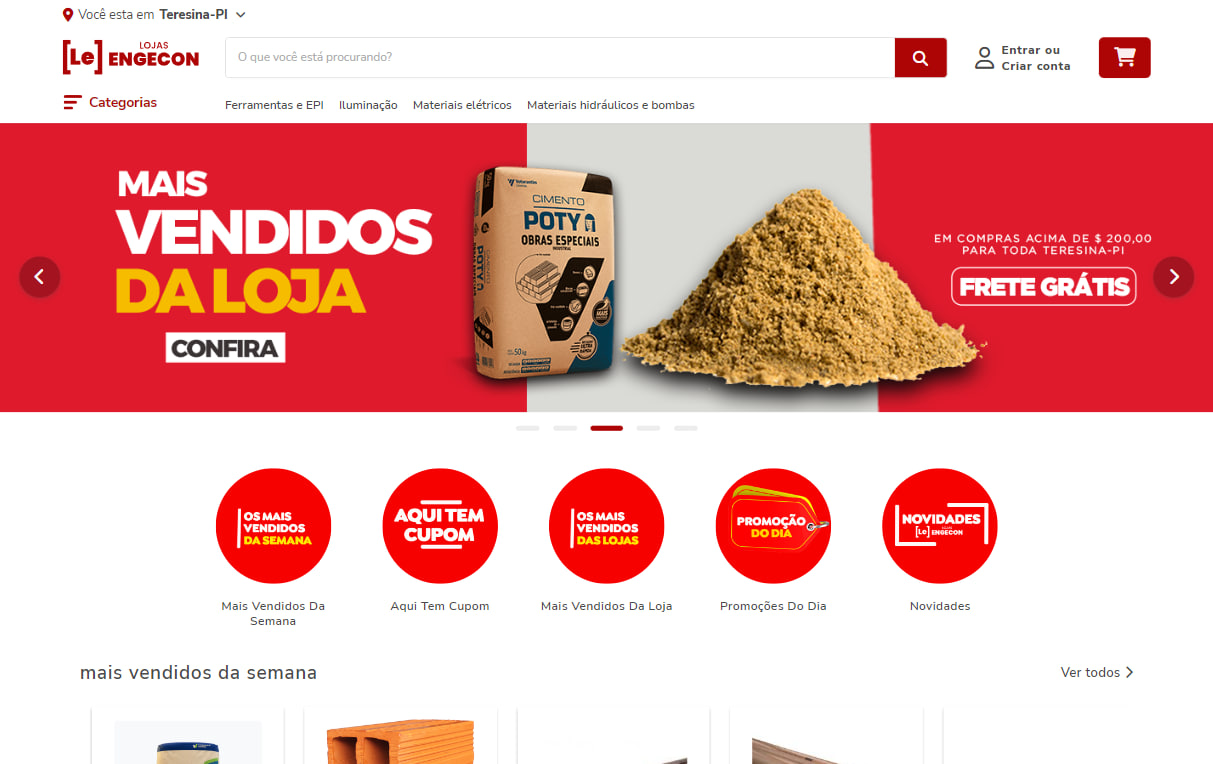 Você esta em Teresina-PI
[Le] LOJAS
ENGECON
O que você está procurando?
Entrar ou
Criar conta
Categorias
Ferramentas e EPI
Iluminação
Materiais elétricos
Materiais hidráulicos e bombas
MAIS
VENDIDOS
DA LOJA
CONFIRA
Votorantim
CIMENTO
POTY
OBRAS ESPECIAIS
INDUSTRIAL
50kg
EM COMPRAS ACIMA DE $ 200,00
PARA TODA TERESINA-PI
FRETE GRÁTIS
OS MAIS
VENDIDOS
DA SEMANA
AQUI TEM
CUPOM
OS MAIS
VENDIDOS
DAS LOJAS
PROMOÇÃO
DO DIA
NOVIDADES
[Le] LOJAS
ENGECON
Mais Vendidos Da
Semana
Aqui Tem Cupom
Mais Vendidos Da Loja
Promoções Do Dia
Novidades
mais vendidos da semana
Ver todos